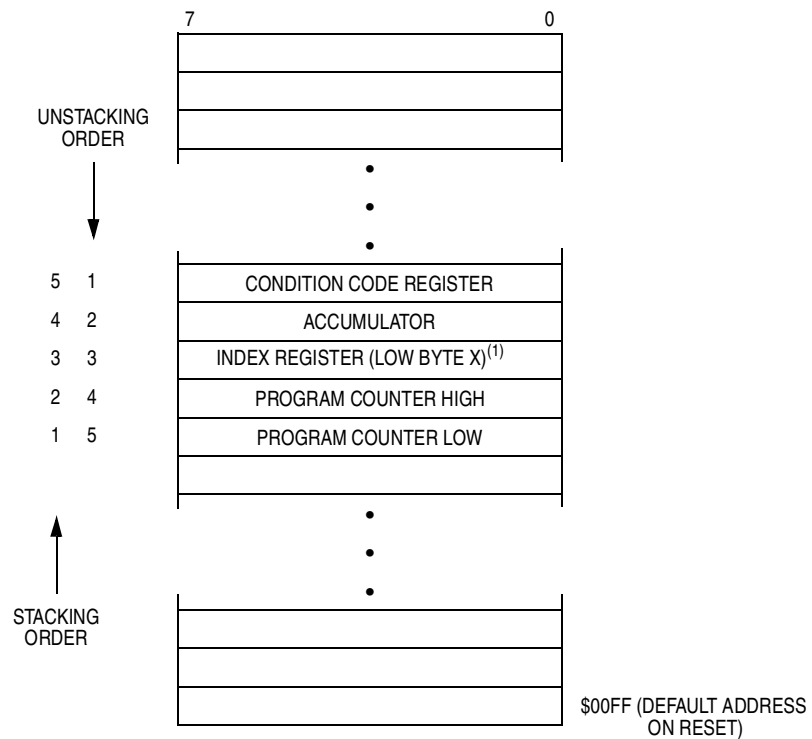 7 0
UNSTACKING
ORDER
5 1 CONDITION CODE REGISTER
4 2 ACCUMULATOR
3 3 INDEX REGISTER (LOW BYTE X)(1)
2 4 PROGRAM COUNTER HIGH
1 5 PROGRAM COUNTER LOW
STACKING
ORDER
$00FF (DEFAULT ADDRESS
ON RESET)